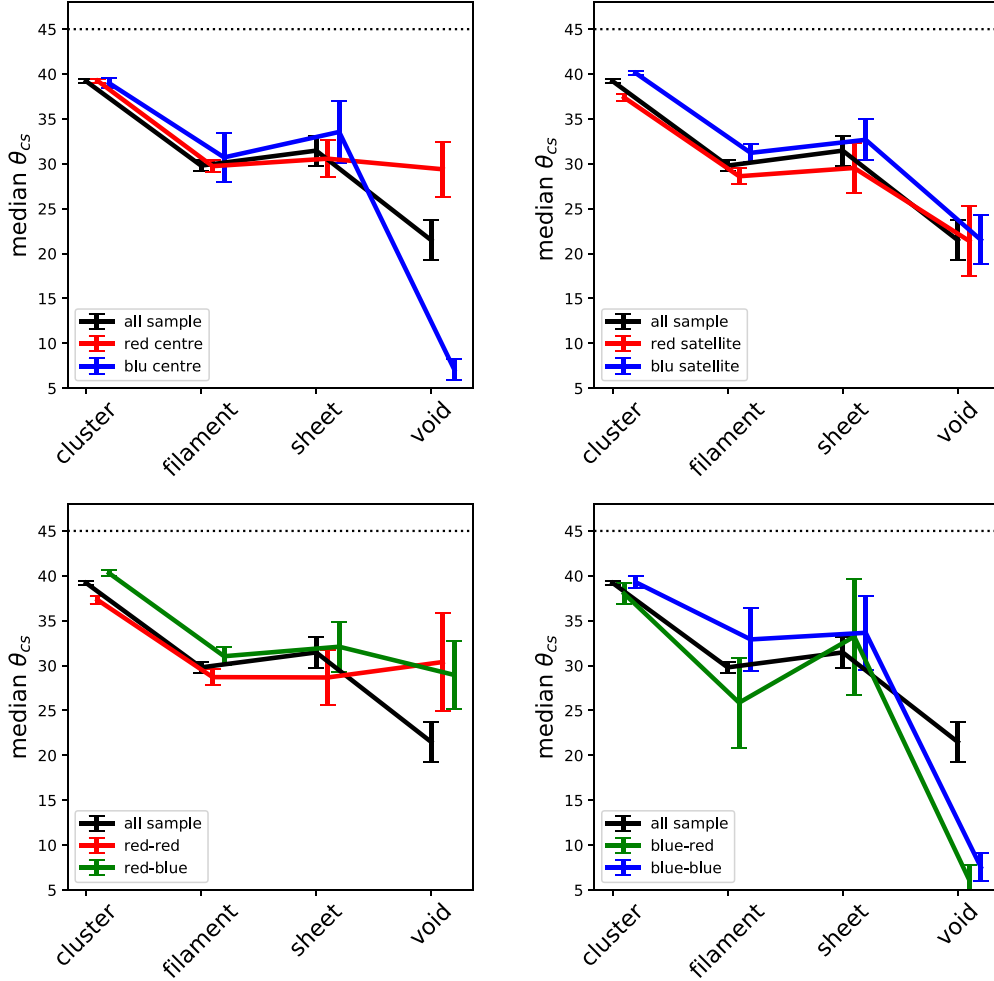 45
40
35
30
25
20
15
10
5
median θcs
all sample
red centre
blu centre
cluster
filament
sheet
void
45
40
35
30
25
20
15
10
5
median θcs
all sample
red satellite
blu satellite
cluster
filament
sheet
void
45
40
35
30
25
20
15
10
5
median θcs
all sample
red-red
red-blue
cluster
filament
sheet
void
45
40
35
30
25
20
15
10
5
median θcs
all sample
blue-red
blue-blue
cluster
filament
sheet
void